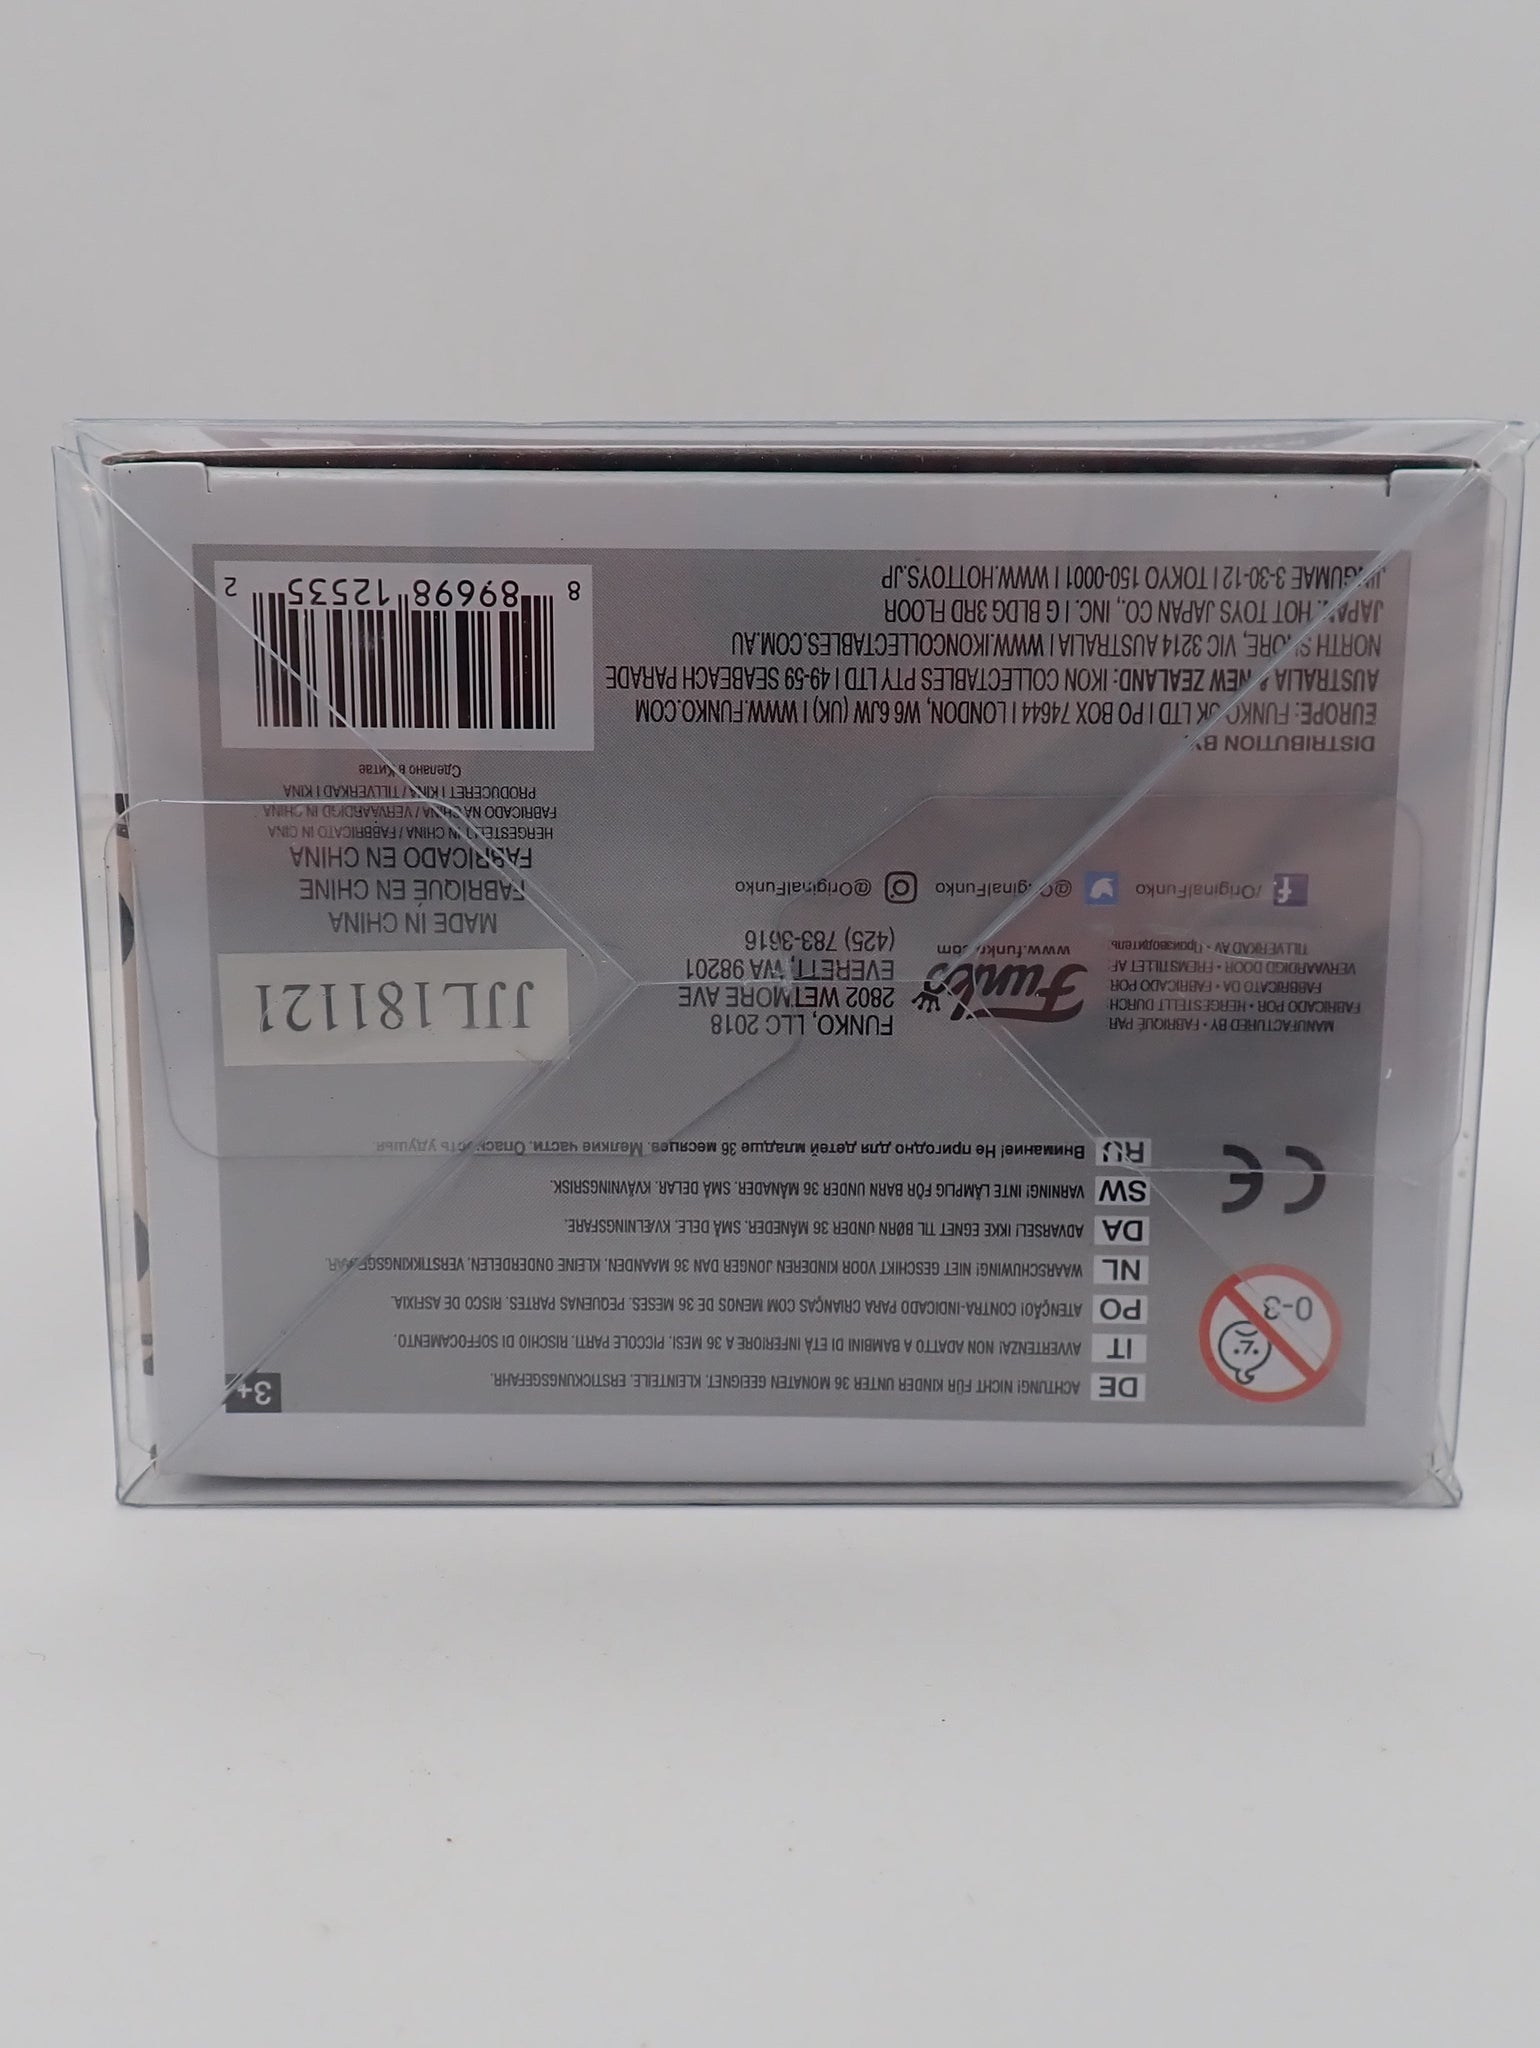 3+
DE ACHTUNG! NICHT FÜR KINDER UNTER 36 MONATEN GEEIGNET. KLEINTEILE. ERSTICKUNGSGEFAHR.
IT AVVERTENZA! NON ADATTO A BAMBINI DI ETÀ INFERIORE A 36 MESI. PICCOLE PARTI. RISCHIO DI SOFFOCAMENTO.
PO ATENÇÃO! CONTRA-INDICADO PARA CRIANÇAS COM MENOS DE 36 MESES. PEQUENAS PARTES. RISCO DE ASFIXIA.
NL WAARSCHUWING! NIET GESCHIKT VOOR KINDEREN JONGER DAN 36 MAANDEN. KLEINE ONDERDELEN. VERSTIKKINGSGEVAAR.
DA ADVARSEL! IKKE EGNET TIL BØRN UNDER 36 MÅNEDER. SMÅ DELE. KVÆLNINGSFARE.
SW VARNING! INTE LÄMPLIG FÖR BARN UNDER 36 MÅNADER. SMÅ DELAR. KVÄVNINGSRISK.
RU Внимание! Не пригодно для детей младше 36 месяцев. Мелкие части. Опасность удушья.
0-3
CE
MANUFACTURED BY • FABRIQUÉ PAR:
FABRICADO POR • HERGESTELLT DURCH:
FABBRICATO DA • FABRICADO POR:
VERVAARDIGD DOOR • FREMSTILLET AF:
TILLVERKAD AV • Производитель:
Funko
www.funko.com
FUNKO, LLC 2018
2802 WETMORE AVE
EVERETT, WA 98201
(425) 783-3616
/OriginalFunko @OriginalFunko @OriginalFunko
JJL181121
MADE IN CHINA
FABRIQUÉ EN CHINE
FABRICADO EN CHINA
HERGESTELLT IN CHINA / FABBRICATO IN CINA
FABRICADO NA CHINA / VERVAARDIGD IN CHINA
PRODUCERET I KINA / TILLVERKAD I KINA
Сделано в Китае
DISTRIBUTION BY:
EUROPE: FUNKO UK LTD | PO BOX 74644 | LONDON, W6 6JW (UK) | WWW.FUNKO.COM
AUSTRALIA & NEW ZEALAND: IKON COLLECTABLES PTY LTD | 49-59 SEABEACH PARADE
NORTH SHORE, VIC 3214 AUSTRALIA | WWW.IKONCOLLECTABLES.COM.AU
JAPAN: HOT TOYS JAPAN CO., INC. | G BLDG 3RD FLOOR
JINGUMAE 3-30-12 | TOKYO 150-0001 | WWW.HOTTOYS.JP
8 89698 12535 2